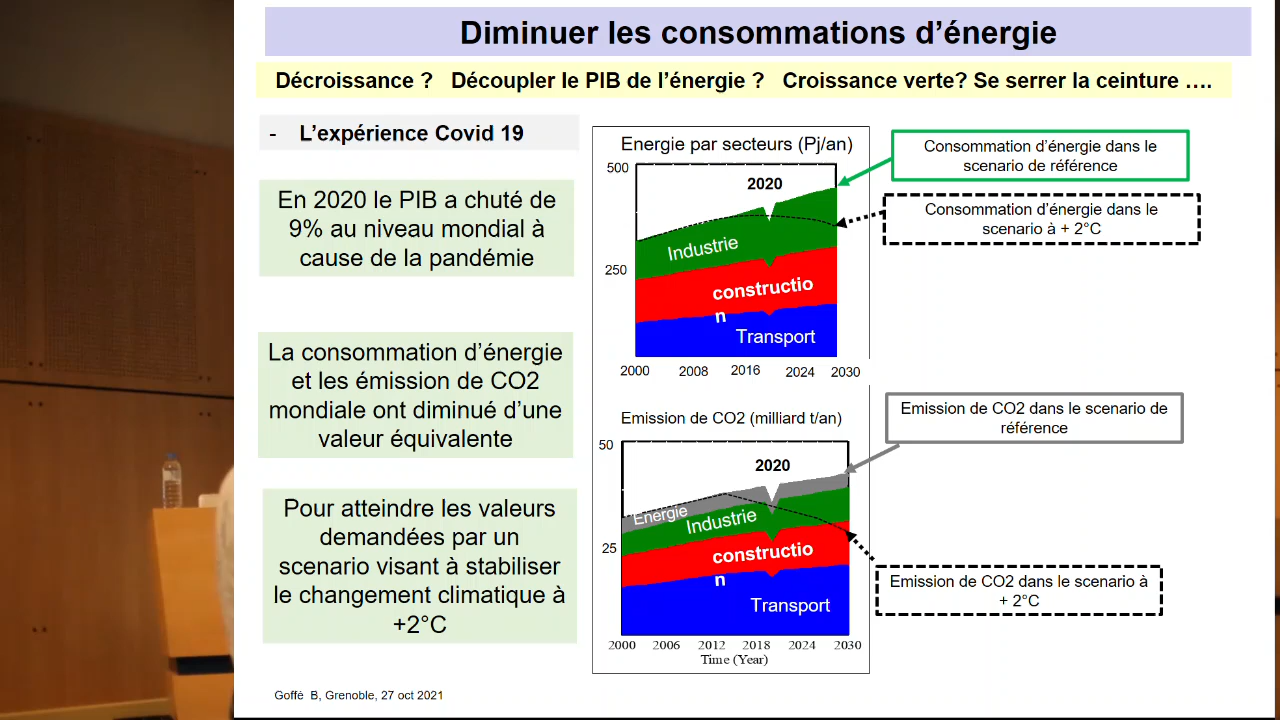 Diminuer les consommations d’énergie
Décroissance ? Découpler le PIB de l’énergie ? Croissance verte? Se serrer la ceinture ….
- L’expérience Covid 19
En 2020 le PIB a chuté de
9% au niveau mondial à
cause de la pandémie
La consommation d’énergie
et les émission de CO2
mondiale ont diminué d’une
valeur équivalente
Pour atteindre les valeurs
demandées par un
scenario visant à stabiliser
le changement climatique à
+2°C
Energie par secteurs (Pj/an)
500
2020
Industrie
250
constructio
n
Transport
2000 2008 2016 2024 2030
Consommation d’énergie dans le
scenario de référence
Consommation d’énergie dans le
scenario à + 2°C
Emission de CO2 (milliard t/an)
50
2020
Energie
Industrie
25
constructio
n
Transport
2000 2006 2012 2018 2024 2030
Time (Year)
Emission de CO2 dans le scenario de
référence
Emission de CO2 dans le scenario à
+ 2°C
Goffé B, Grenoble, 27 oct 2021